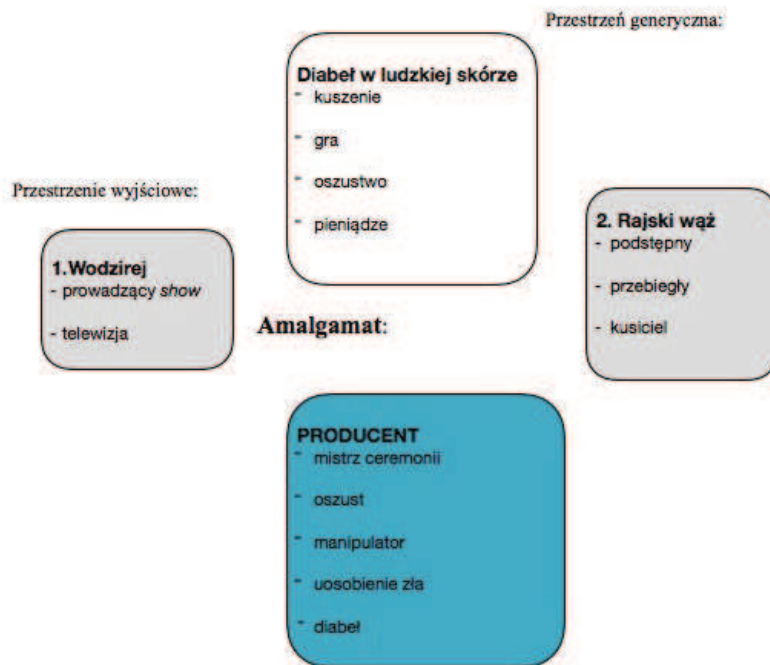 Przestrzeń generyczna:
Diabeł w ludzkiej skórze
- kuszenie
- gra
- oszustwo
- pieniądze
Przestrzenie wyjściowe:
1.Wodzirej
- prowadzący show
- telewizja
2. Rajski wąż
- podstępny
- przebiegły
- kusiciel
Amalgamat:
PRODUCENT
- mistrz ceremonii
- oszust
- manipulator
- uosobienie zła
- diabeł